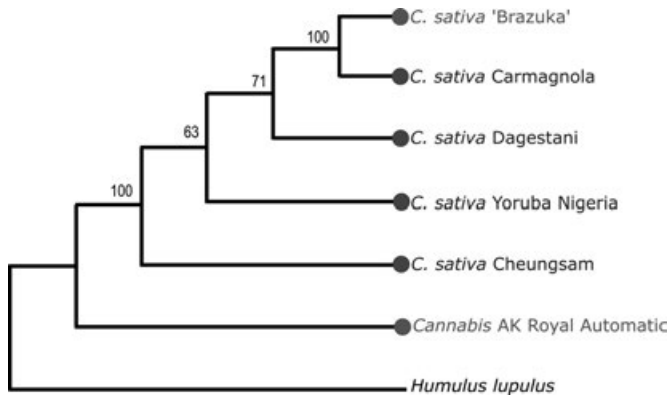 C. sativa 'Brazuka'
100
C. sativa Carmagnola
71
C. sativa Dagestani
63
C. sativa Yoruba Nigeria
100
C. sativa Cheungsam
Cannabis AK Royal Automatic
Humulus lupulus